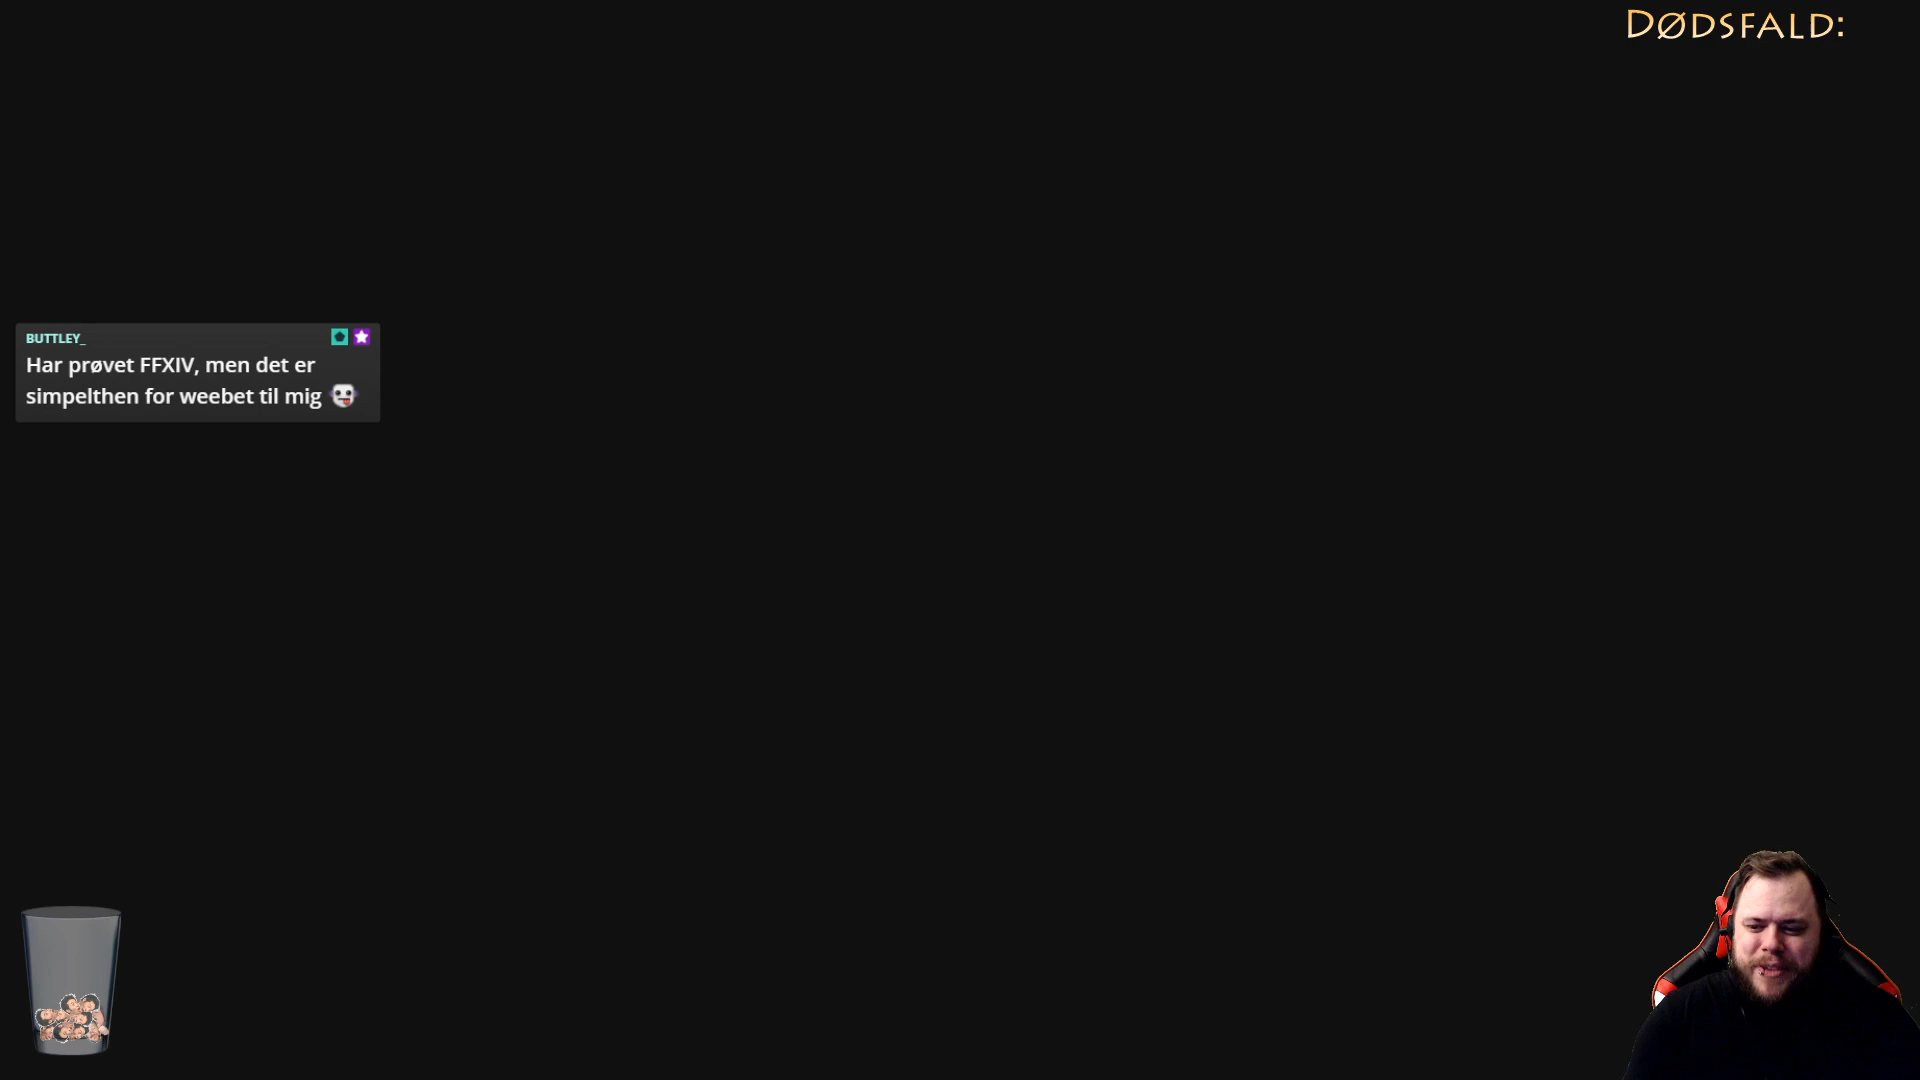 Dødsfald:
BUTTLEY_
Har prøvet FFXIV, men det er
simpelthen for weebet til mig